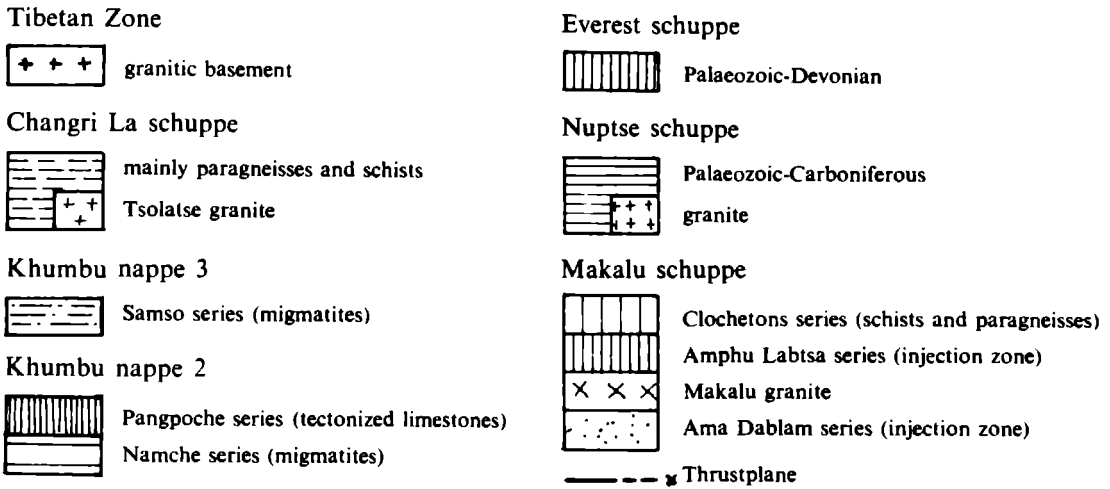 Tibetan Zone
granitic basement
Changri La schuppe
mainly paragneisses and schists
Tsolatse granite
Khumbu nappe 3
Samso series (migmatites)
Khumbu nappe 2
Pangpoche series (tectonized limestones)
Namche series (migmatites)
Everest schuppe
Palaeozoic-Devonian
Nuptse schuppe
Palaeozoic-Carboniferous
granite
Makalu schuppe
Clochetons series (schists and paragneisses)
Amphu Labtsa series (injection zone)
Makalu granite
Ama Dablam series (injection zone)
Thrustplane